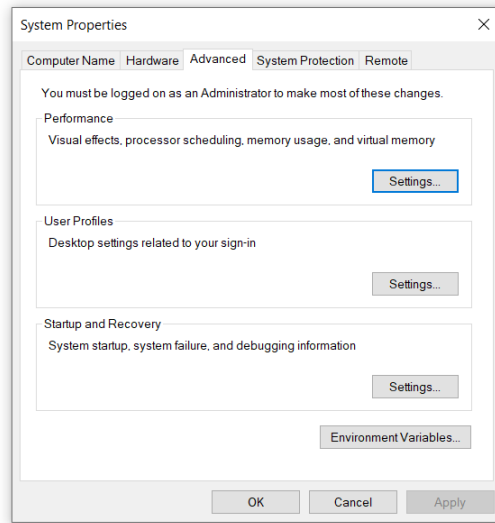 System Properties
Computer Name Hardware Advanced System Protection Remote
You must be logged on as an Administrator to make most of these changes.
Performance
Visual effects, processor scheduling, memory usage, and virtual memory
Settings...
User Profiles
Desktop settings related to your sign-in
Settings...
Startup and Recovery
System startup, system failure, and debugging information
Settings...
Environment Variables...
OK Cancel Apply